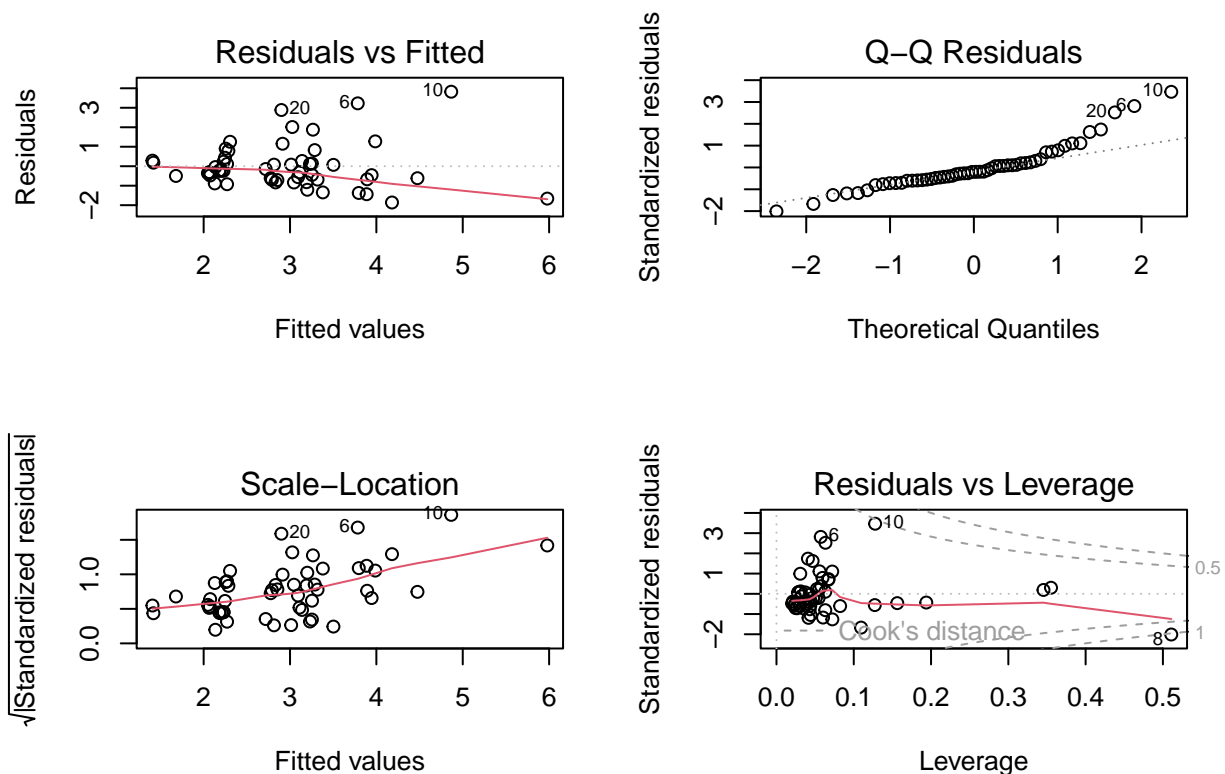 Residuals vs Fitted
Residuals
3
1
−2
20
6
10
2 3 4 5 6
Fitted values
Q−Q Residuals
Standardized residuals
3
1
−2
20
6
10
−2 −1 0 1 2
Theoretical Quantiles
Scale−Location
√|Standardized residuals|
1.0
0.0
20
6
10
2 3 4 5 6
Fitted values
Residuals vs Leverage
Standardized residuals
3
1
−2
6
10
0.5
Cook's distance
8
1
0.0 0.1 0.2 0.3 0.4 0.5
Leverage